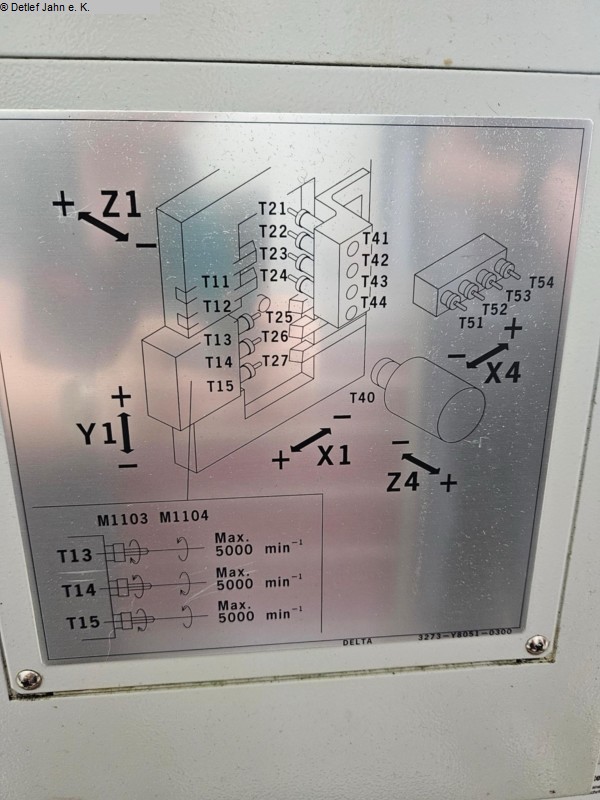 © Detlef Jahn e. K.
+ Z1 -
T21
T22
T23
T24
T41
T42
T43
T44
T11
T12
T25
T26
T27
T13
T14
T15
T54
T53
T52
T51
+
- X4
T40
+
Y1
-
-
+ X1
-
Z4 +
M1103 M1104
T13 Max. 5000 min⁻¹
T14 Max. 5000 min⁻¹
T15 Max. 5000 min⁻¹
DELTA 3273-Y8051-0300